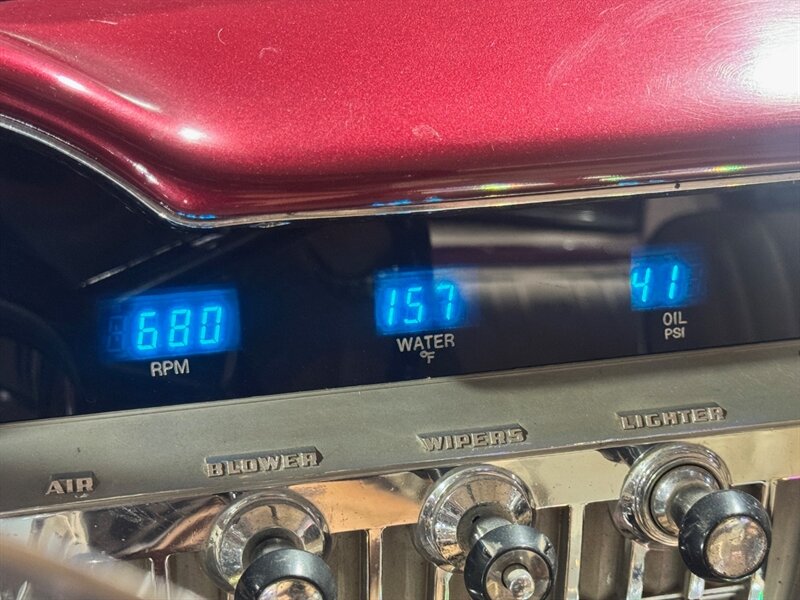 680
RPM
157
WATER
°F
41
OIL
PSI
AIR
BLOWER
WIPERS
LIGHTER